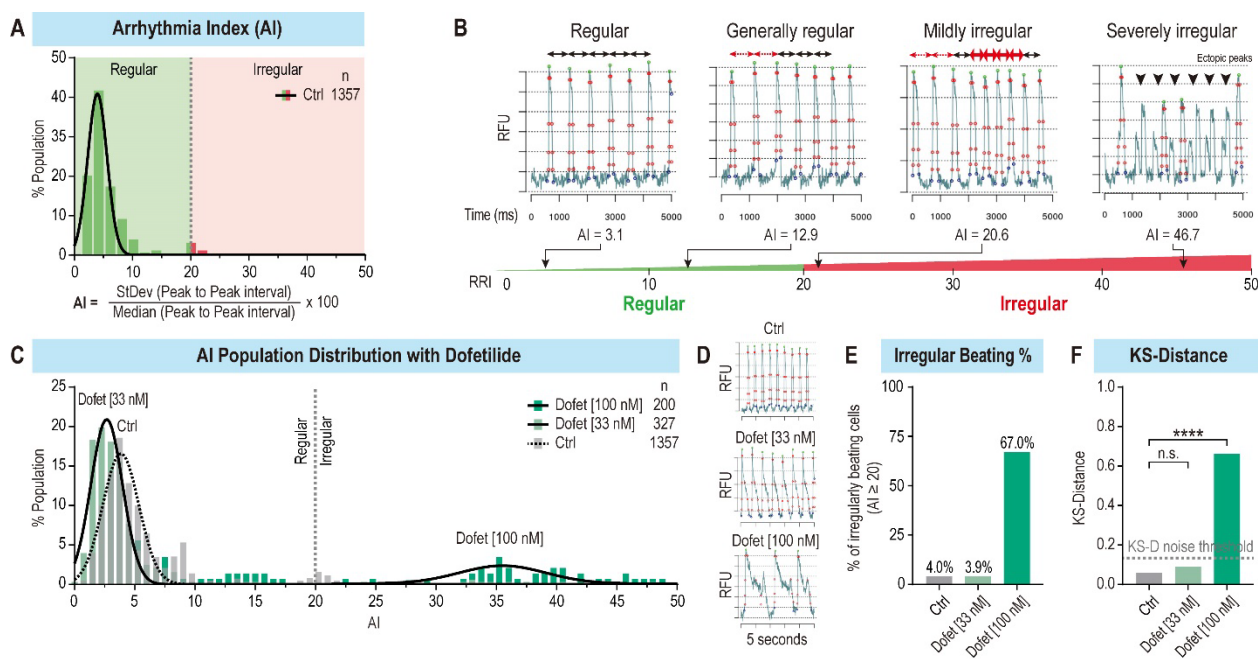 A
Arrhythmia Index (AI)
50
40
35
20
10
0
% Population
Regular
Irregular
n
Ctrl 1357
0 10 20 30 40 50
AI = StDev (Peak to Peak interval) / Median (Peak to Peak interval) x 100
B
Regular
Generally regular
Mildly irregular
Severely irregular
Ectopic peaks
RFU
Time (ms)
0 1000 3000 5000
0 1000 3000 5000
0 1000 3000 5000
0 1000 3000 5000
AI = 3.1
AI = 12.9
AI = 20.6
AI = 46.7
RRI
0 10 20 30 40 50
Regular
Irregular
C
AI Population Distribution with Dofetilide
25
20
15
10
5
0
% Population
Dofet [33 nM]
Ctrl
Regular
Irregular
n
Dofet [100 nM] 200
Dofet [33 nM] 327
Ctrl 1357
Dofet [100 nM]
0 5 10 15 20 25 30 35 40 45 50
AI
D
Ctrl
RFU
Dofet [33 nM]
RFU
Dofet [100 nM]
RFU
5 seconds
E
Irregular Beating %
100
75
50
25
0
% of irregularly beating cells
(AI ≥ 20)
4.0%
3.9%
67.0%
Ctrl
Dofet [33 nM]
Dofet [100 nM]
F
KS-Distance
1.0
0.8
0.6
0.4
0.2
0.0
KS-Distance
****
n.s.
KS-D noise threshold
Ctrl
Dofet [33 nM]
Dofet [100 nM]